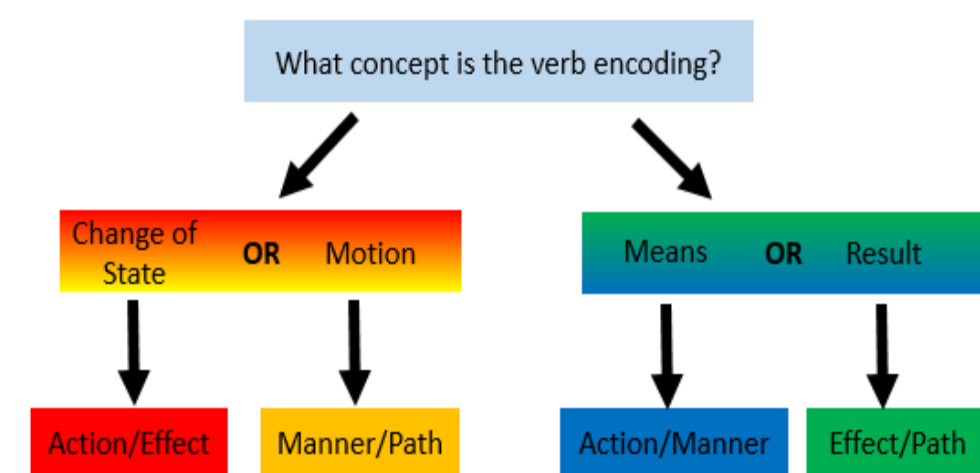 What concept is the verb encoding?
Change of State OR Motion
Means OR Result
Action/Effect
Manner/Path
Action/Manner
Effect/Path